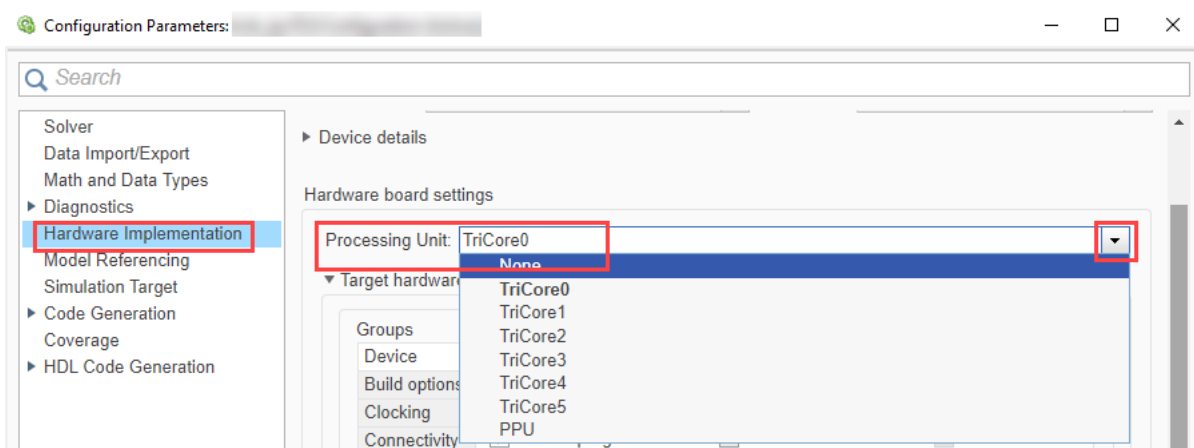 Configuration Parameters:
Search
Solver
Data Import/Export
Math and Data Types
Diagnostics
Hardware Implementation
Model Referencing
Simulation Target
Code Generation
Coverage
HDL Code Generation
Device details
Hardware board settings
Processing Unit: TriCore0
None
TriCore0
TriCore1
TriCore2
TriCore3
TriCore4
TriCore5
PPU
Target hardwar
Groups
Device
Build options
Clocking
Connectivity